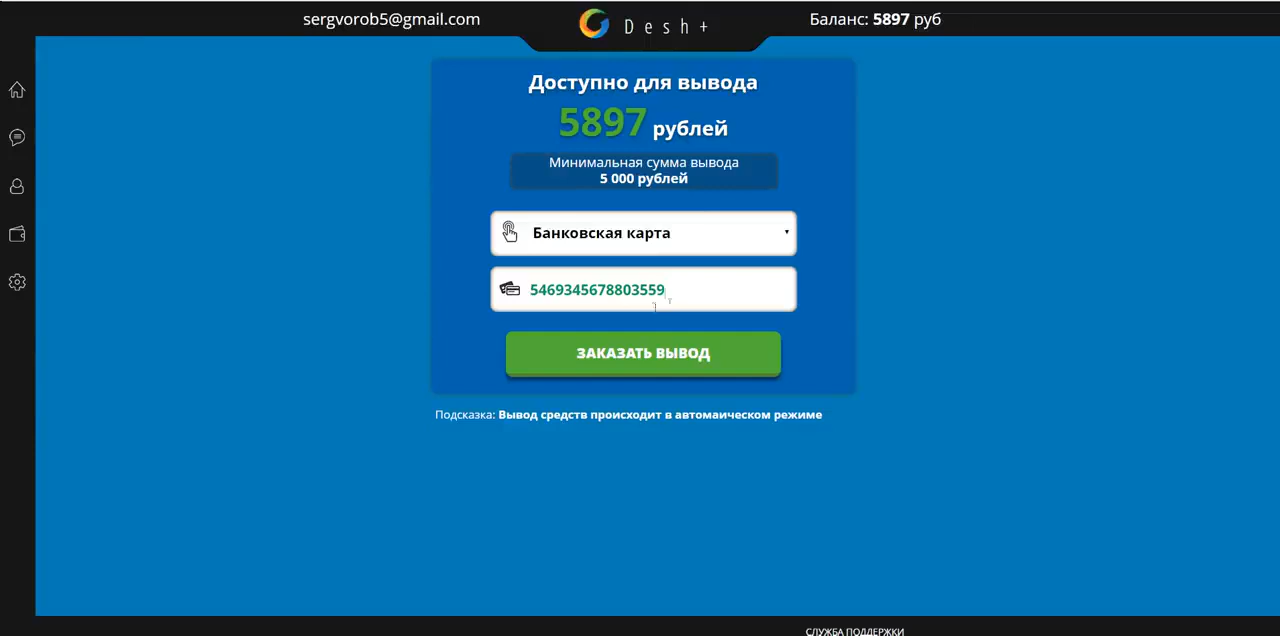 sergvorob5@gmail.com
Desh+
Баланс: 5897 руб
Доступно для вывода
5897 рублей
Минимальная сумма вывода
5 000 рублей
Банковская карта
5469345678803559
ЗАКАЗАТЬ ВЫВОД
Подсказка: Вывод средств происходит в автомаическом режиме
СЛУЖБА ПОДДЕРЖКИ